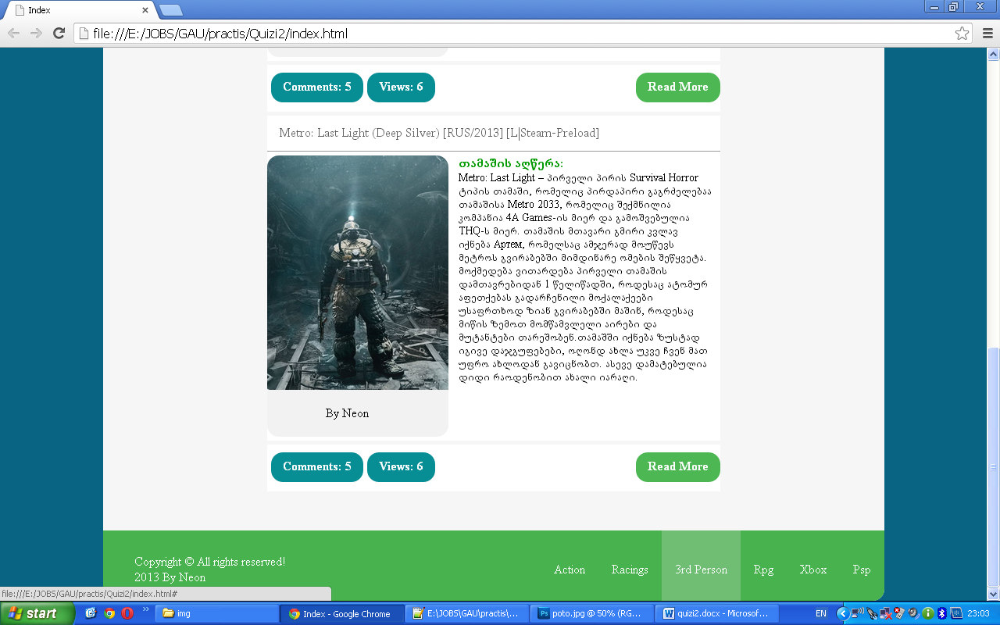 Index
file:///E:/JOBS/GAU/practis/Quizi2/index.html
Comments: 5 Views: 6 Read More
Metro: Last Light (Deep Silver) [RUS/2013] [L|Steam-Preload]
თამაშის აღწერა:
Metro: Last Light – პირველი პირის Survival Horror
ტიპის თამაში, რომელიც პირდაპირი გაგრძელებაა
თამაშისა Metro 2033, რომელიც შექმნილია
კომპანია 4A Games-ის მიერ და გამოშვებულია
THQ-ს მიერ. თამაშის მთავარი გმირი კვლავ
იქნება Артем, რომელსაც ამჯერად მოუწევს
მეტროს გვირაბებში მიმდინარე ომების შეწყვეტა.
მოქმედება ვითარდება პირველი თამაშის
დამთავრებიდან 1 წელიწადში, როდესაც ატომურ
აფეთქებას გადარჩენილი მოქალაქეები
უსაფრთხოდ ზიან გვირაბებში მაშინ, როდესაც
მიწის ზემოთ მომწამვლელი აირები და
მუტანტები თარეშობენ.თამაშში იქნება ზუსტად
იგივე დაჯგუფებები, ოღონდ ახლა უკვე ჩვენ მათ
უფრო ახლოდან გავიცნობთ. ასევე დამატებულია
დიდი რაოდენობით ახალი იარაღი.
By Neon
Comments: 5 Views: 6 Read More
Copyright © All rights reserved!
2013 By Neon
Action Racings 3rd Person Rpg Xbox Psp
file:///E:/JOBS/GAU/practis/Quizi2/index.html#
start img Index - Google Chrome E:\JOBS\GAU\practis\... poto.jpg @ 50% (RG... quizi2.docx - Microsof... EN 23:03